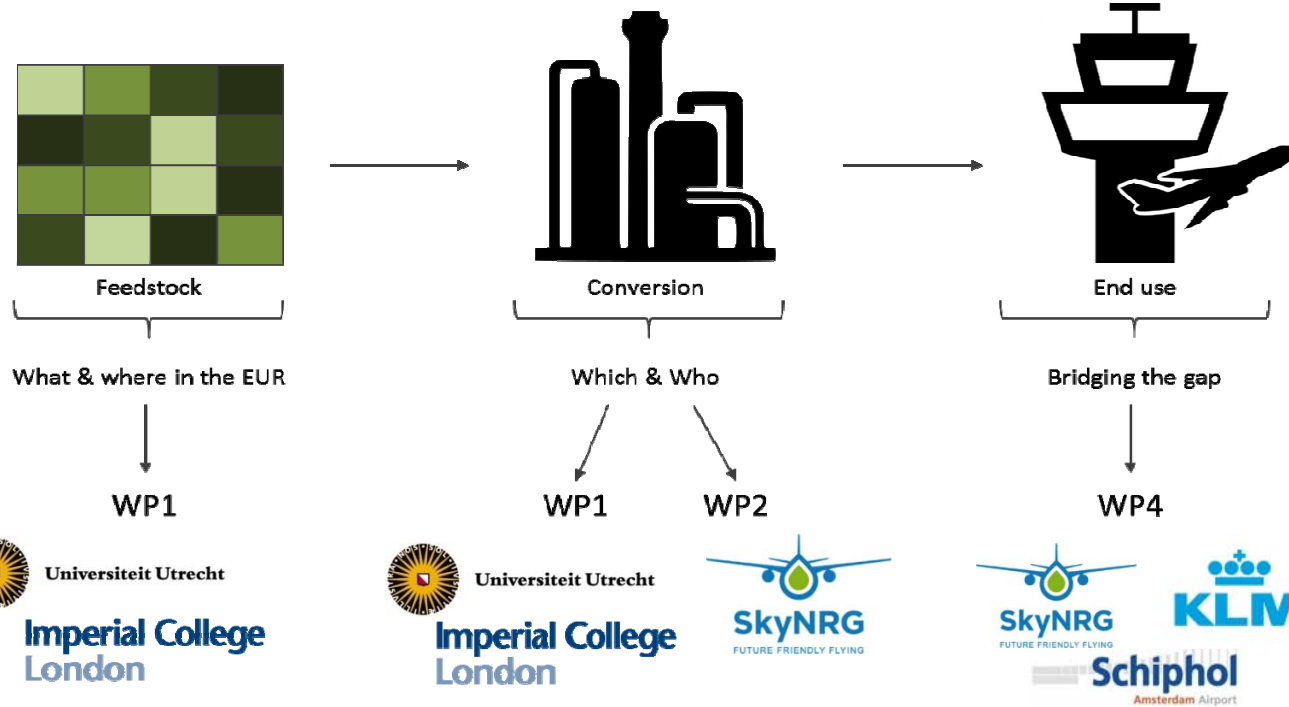 Feedstock
Conversion
End use
What & where in the EUR
Which & Who
Bridging the gap
WP1
WP1
WP2
WP4
Universiteit Utrecht
Imperial College
London
Universiteit Utrecht
Imperial College
London
SkyNRG
FUTURE FRIENDLY FLYING
SkyNRG
FUTURE FRIENDLY FLYING
KLM
Schiphol
Amsterdam Airport